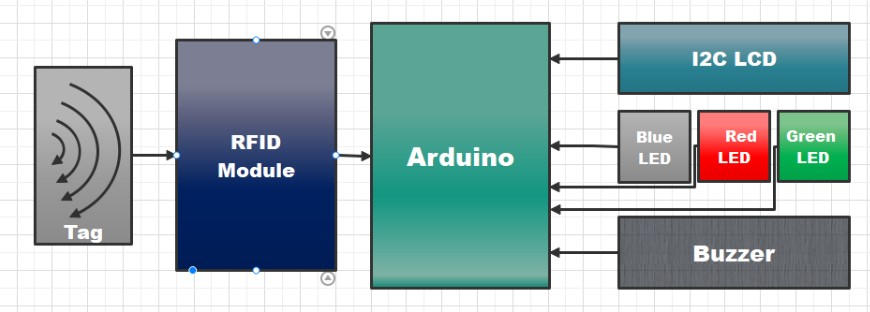 Tag
RFID
Module
Arduino
I2C LCD
Blue
LED
Red
LED
Green
LED
Buzzer